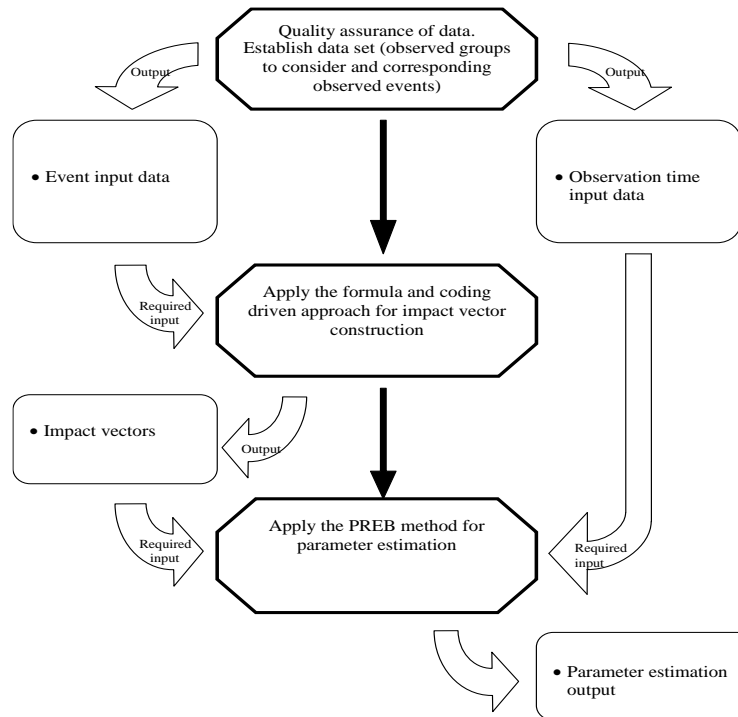 Quality assurance of data.
Establish data set (observed groups
to consider and corresponding
observed events)
Output
Output
• Event input data
• Observation time
input data
Required
input
Apply the formula and coding
driven approach for impact vector
construction
• Impact vectors
Output
Required
input
Apply the PREB method for
parameter estimation
Required
input
• Parameter estimation
output